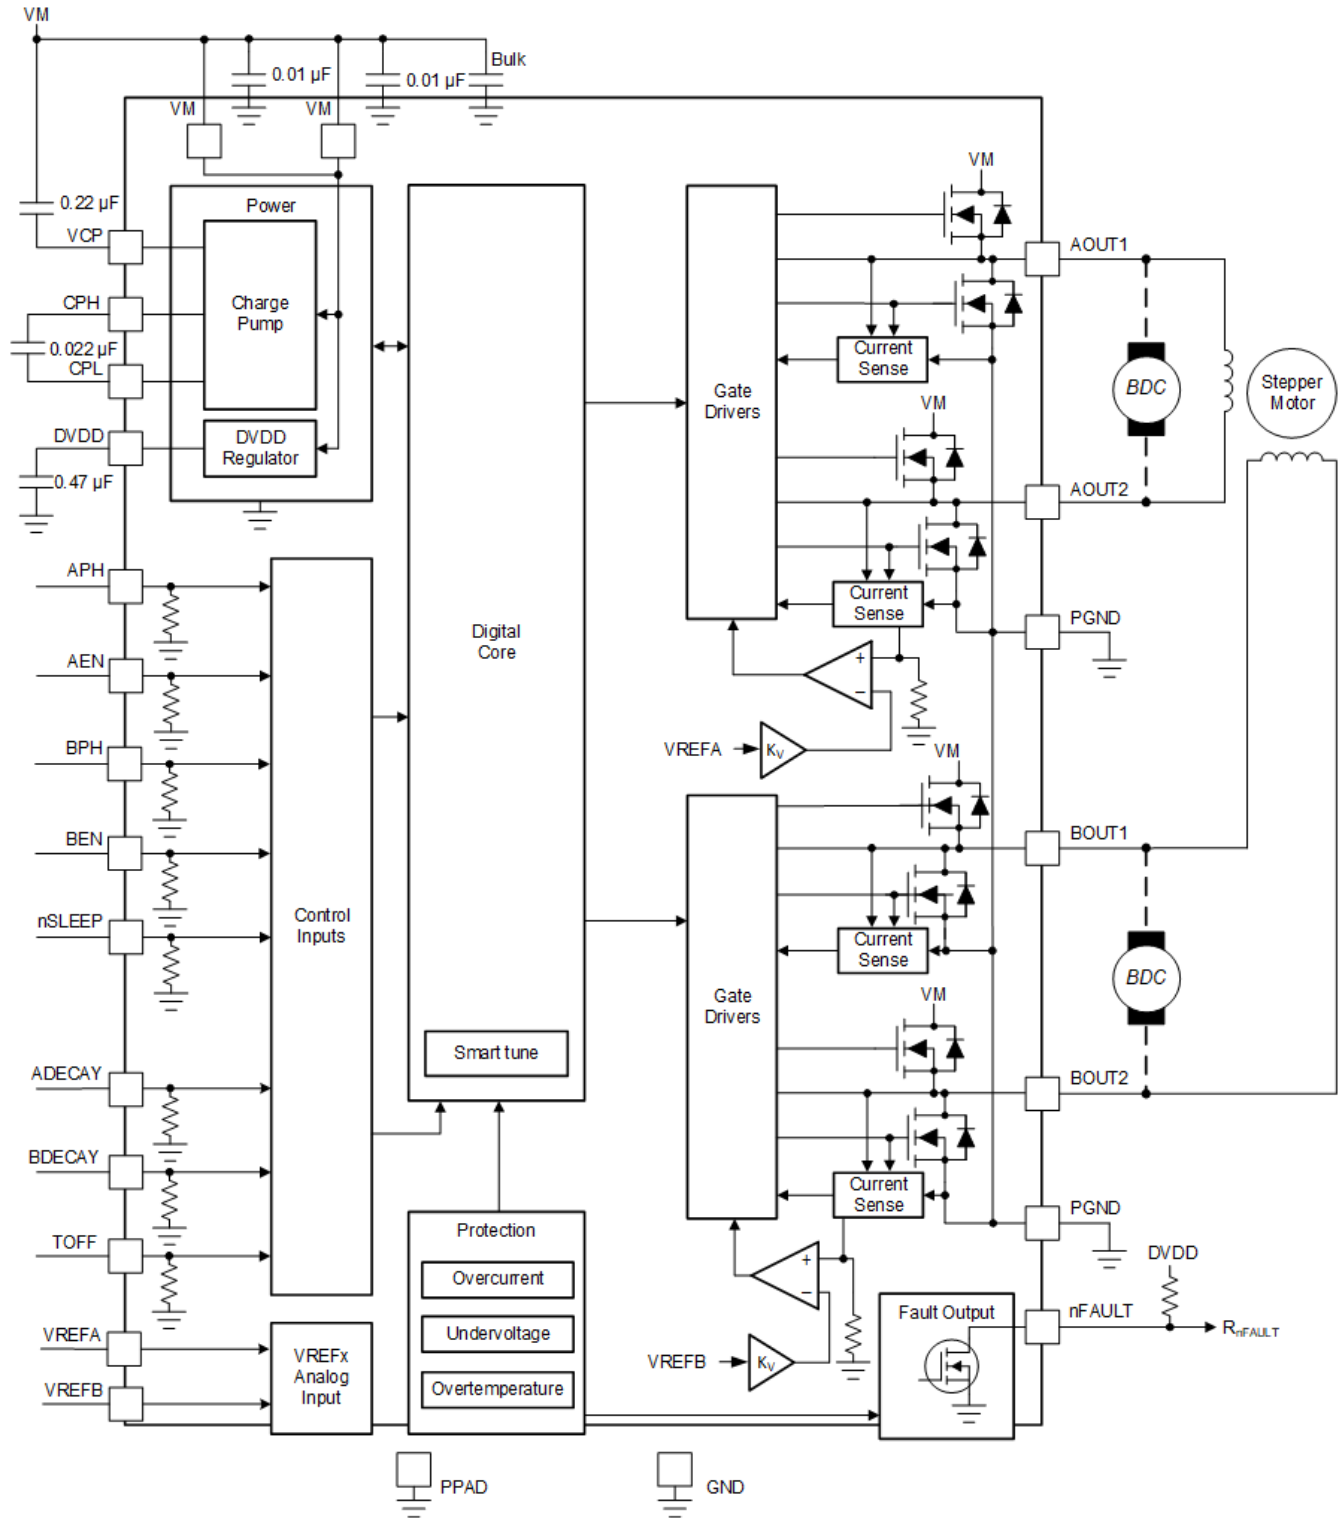 VM
0.01 µF
0.01 µF
Bulk
VM
VM
0.22 µF
Power
VCP
Charge
Pump
CPH
0.022 µF
CPL
DVDD
DVDD
Regulator
0.47 µF
APH
AEN
BPH
BEN
nSLEEP
Control
Inputs
ADECAY
BDECAY
TOFF
VREFA
VREFB
VREFx
Analog
Input
Digital
Core
Smart tune
Protection
Overcurrent
Undervoltage
Overtemperature
Gate
Drivers
VM
AOUT1
Current
Sense
VM
AOUT2
Current
Sense
PGND
+
−
VREFA
KV
BDC
Stepper
Motor
Gate
Drivers
VM
BOUT1
Current
Sense
VM
BOUT2
Current
Sense
PGND
+
−
VREFB
KV
BDC
Fault Output
nFAULT
DVDD
RnFAULT
PPAD
GND